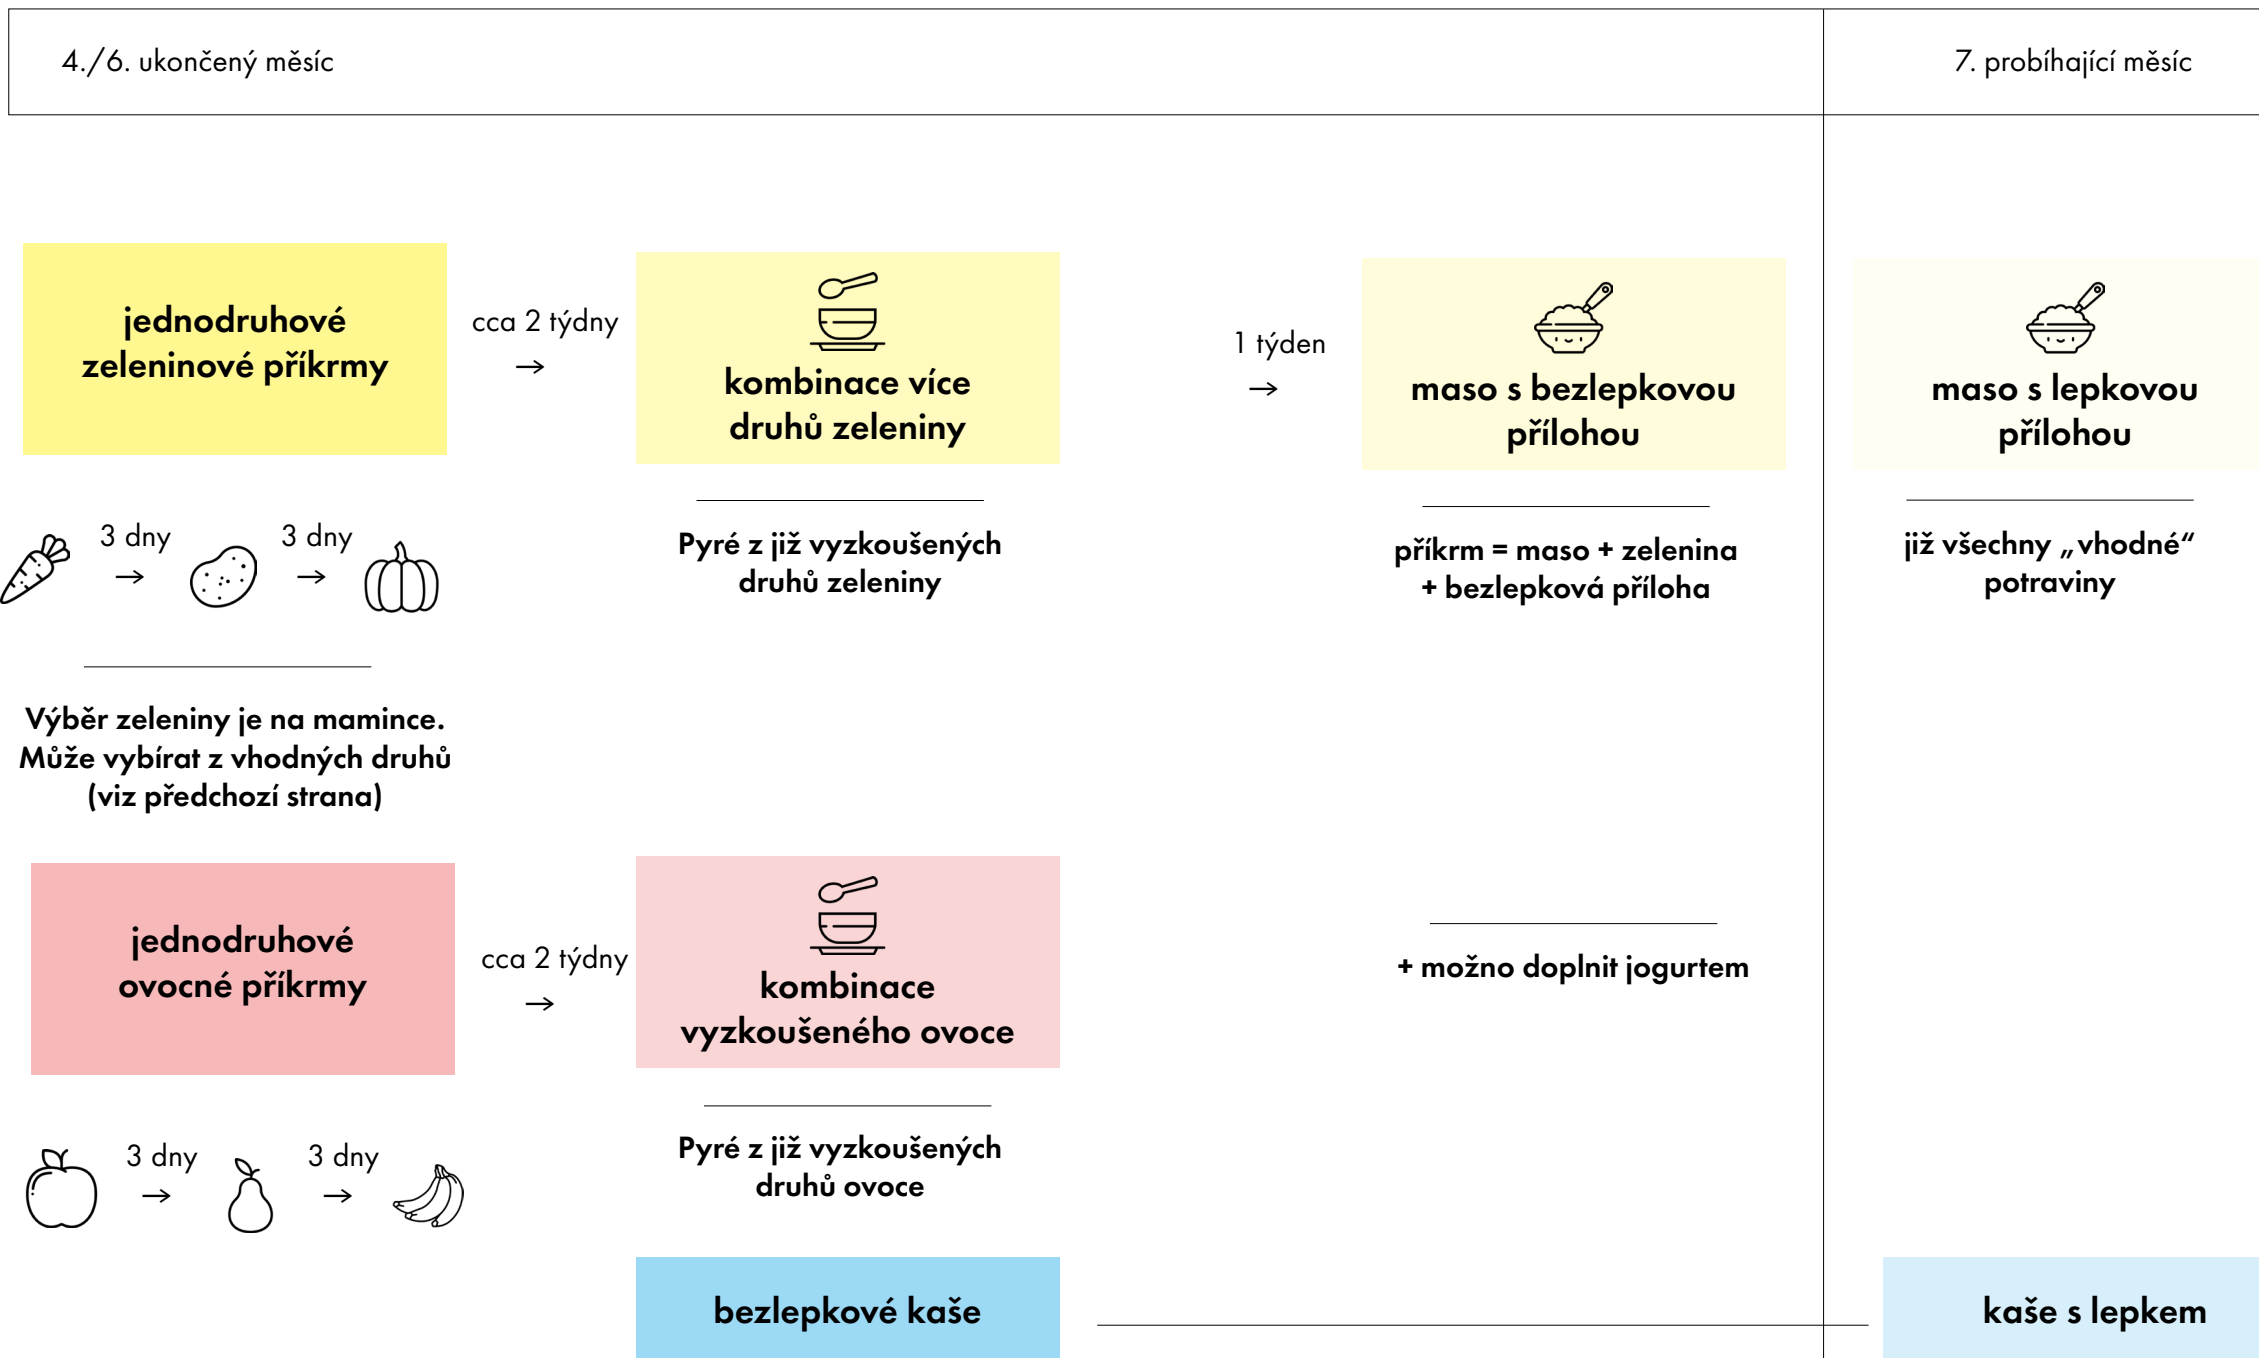 4./6. ukončený měsíc
7. probíhající měsíc
jednodruhové
zeleninové příkrmy
cca 2 týdny
→
kombinace více
druhů zeleniny
1 týden
→
maso s bezlepkovou
přílohou
maso s lepkovou
přílohou
3 dny
→
3 dny
→
Pyré z již vyzkoušených
druhů zeleniny
příkrm = maso + zelenina
+ bezlepková příloha
již všechny „vhodné“
potraviny
Výběr zeleniny je na mamince.
Může vybírat z vhodných druhů
(viz předchozí strana)
jednodruhové
ovocné příkrmy
cca 2 týdny
→
kombinace
vyzkoušeného ovoce
+ možno doplnit jogurtem
3 dny
→
3 dny
→
Pyré z již vyzkoušených
druhů ovoce
bezlepkové kaše
kaše s lepkem